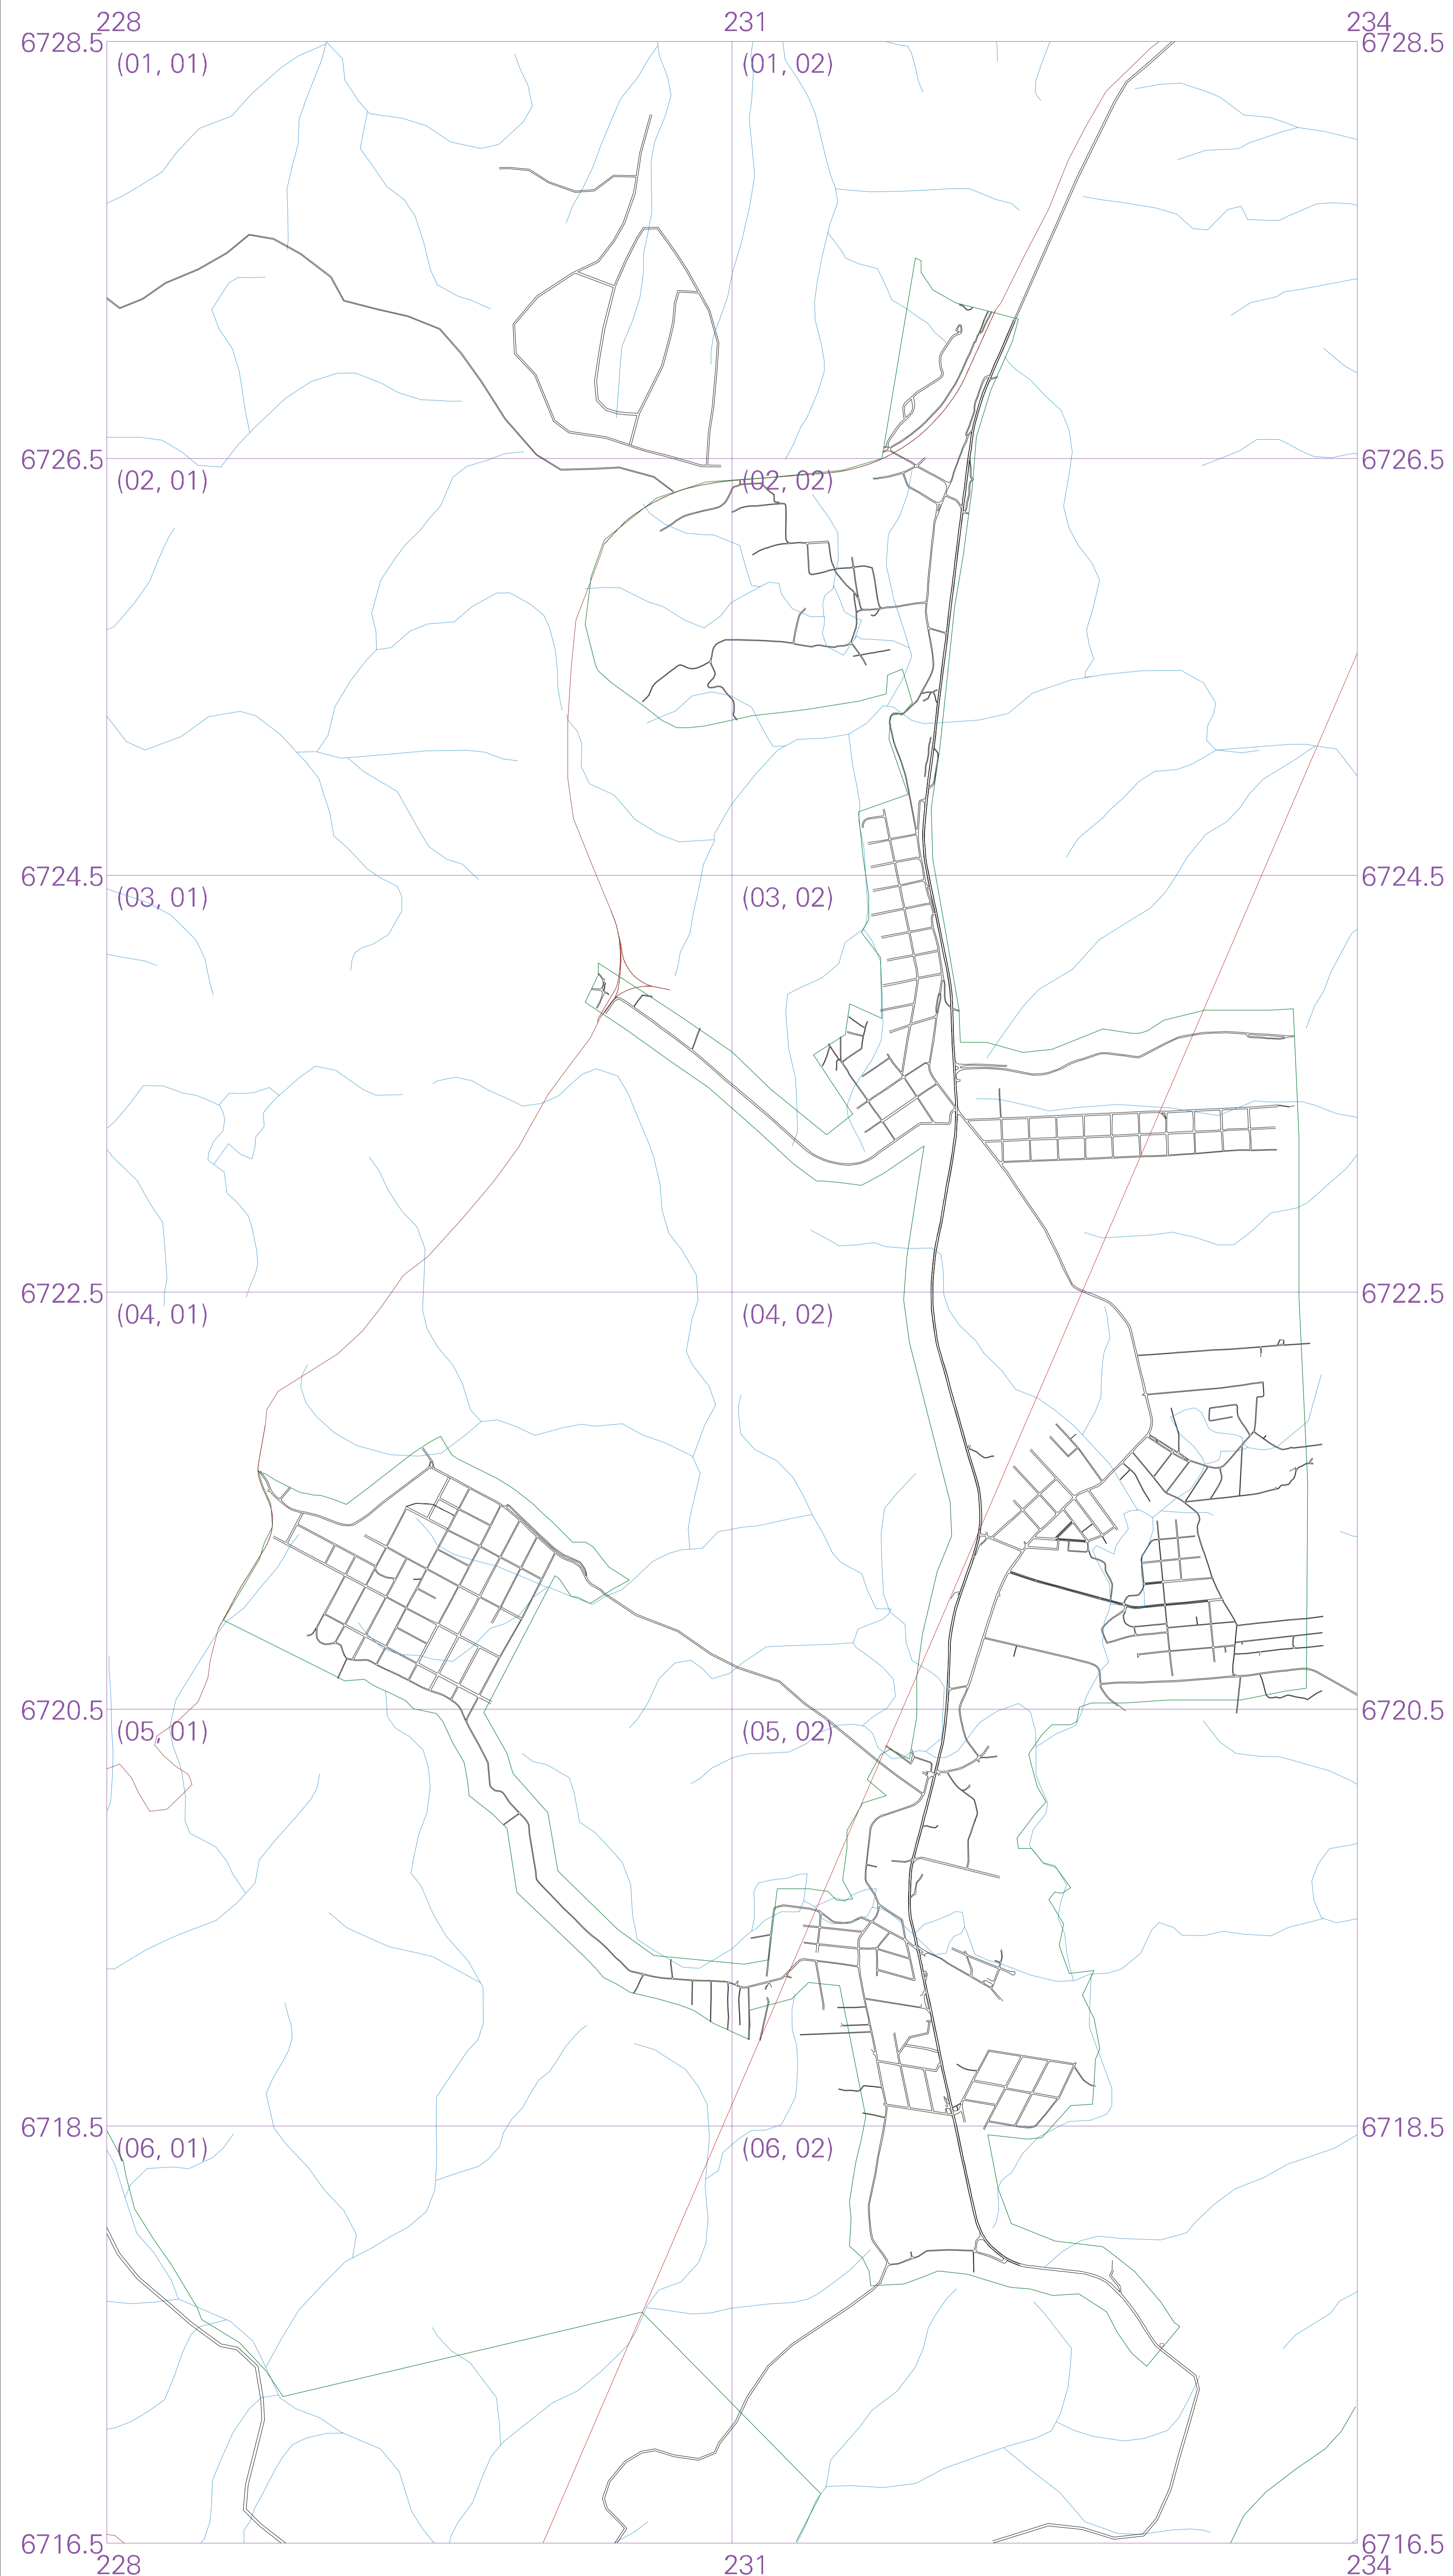 228 231 234
6728.5 6728.5
(01, 01) (01, 02)
6726.5 6726.5
(02, 01) (02, 02)
6724.5 6724.5
(03, 01) (03, 02)
6722.5 6722.5
(04, 01) (04, 02)
6720.5 6720.5
(05, 01) (05, 02)
6718.5 6718.5
(06, 01) (06, 02)
6716.5 6716.5
228 231 234